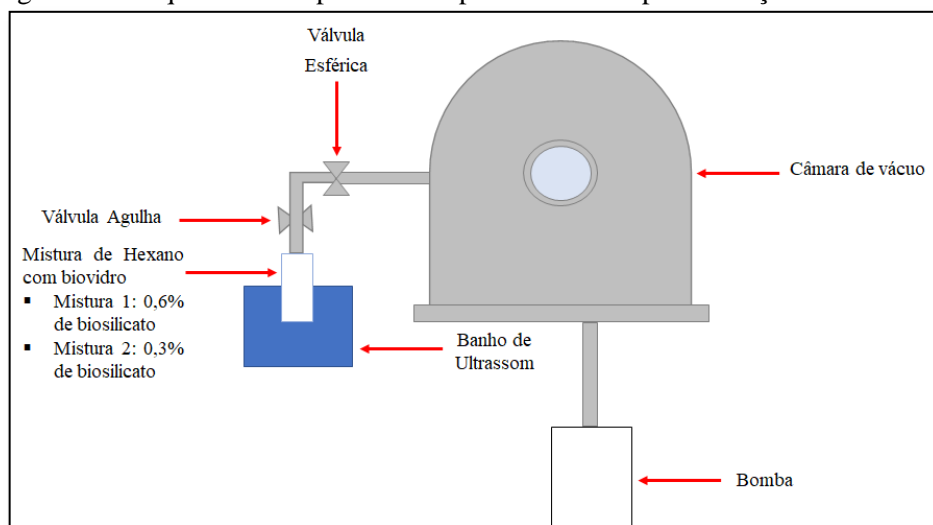 Válvula
Esférica
Câmara de vácuo
Válvula Agulha
Mistura de Hexano
com biovidro
▪ Mistura 1: 0,6%
de biosilicato
▪ Mistura 2: 0,3%
de biosilicato
Banho de
Ultrassom
Bomba